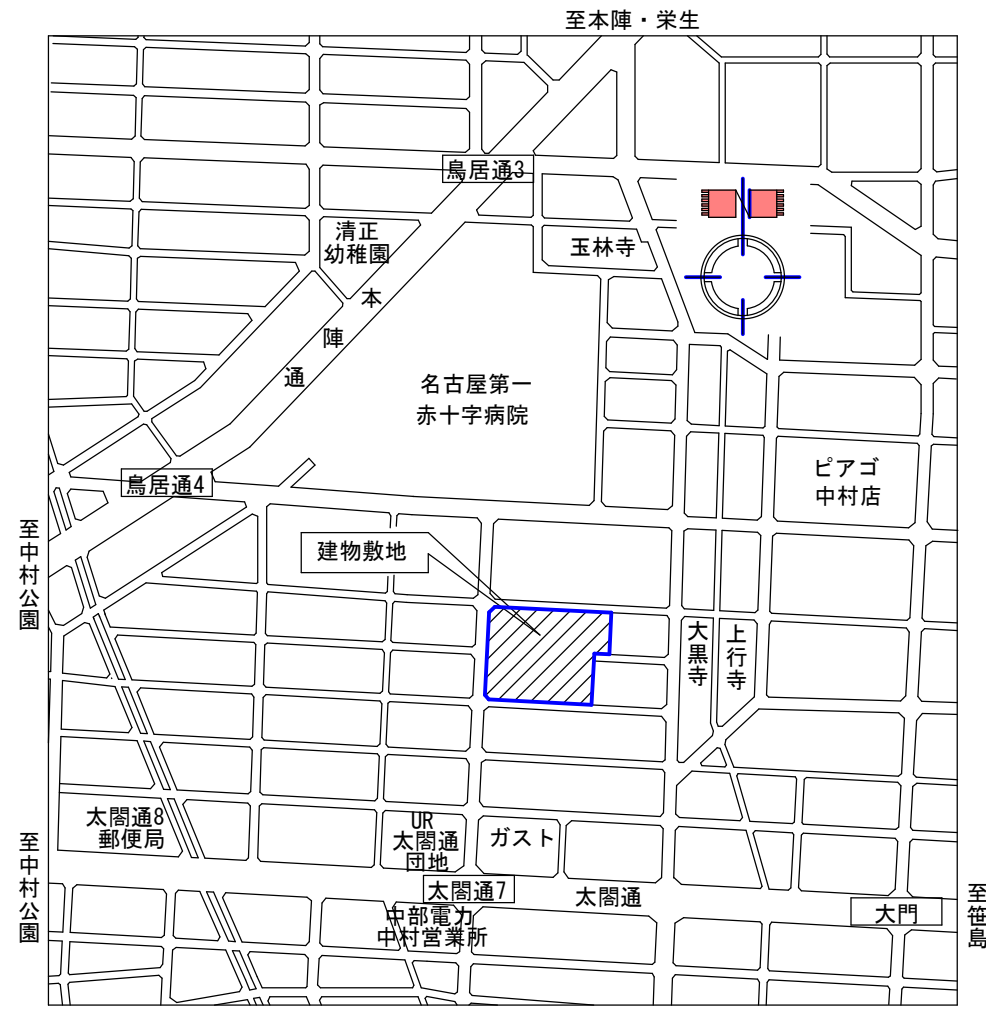 至本陣・栄生
鳥居通3
清正
幼稚園
玉林寺
本陣通
名古屋第一
赤十字病院
鳥居通4
ピアゴ
中村店
至中村公園
建物敷地
大黒寺
上行寺
太閤通8
郵便局
UR
太閤通
団地
ガスト
至中村公園
太閤通7
太閤通
大門
至笹島
中部電力
中村営業所